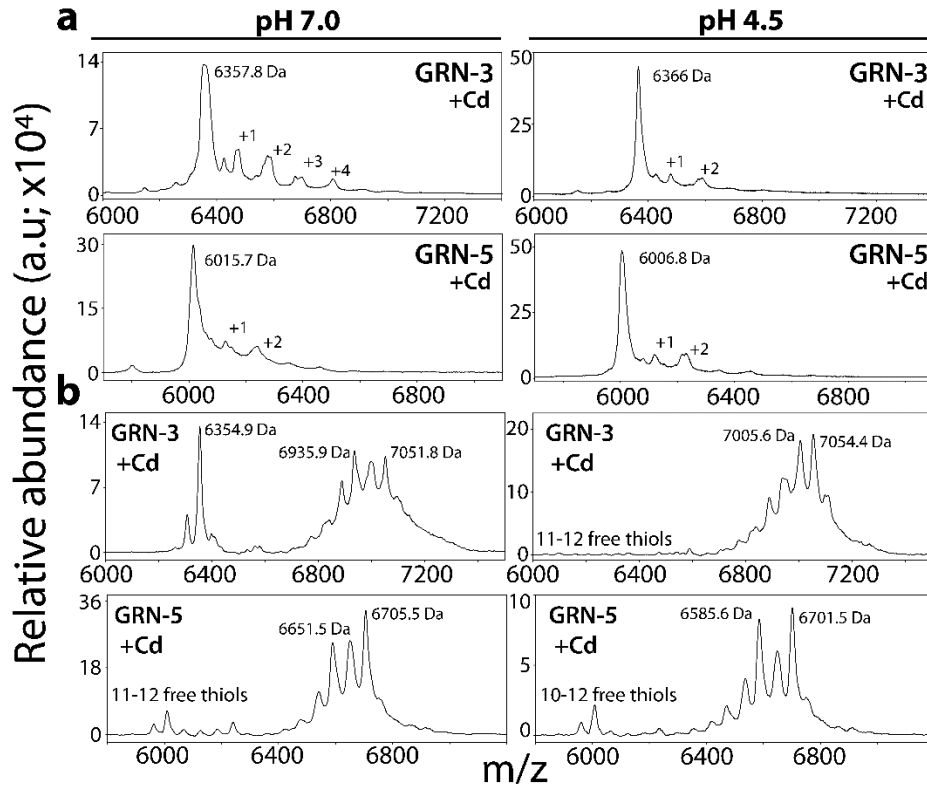 a
pH 7.0
pH 4.5
Relative abundance (a.u; x10⁴)
14
7
0
6357.8 Da
+1
+2
+3
+4
GRN-3
+Cd
6000 6400 6800 7200
50
25
0
6366 Da
+1
+2
GRN-3
+Cd
6000 6400 6800 7200
30
15
0
6015.7 Da
+1
+2
GRN-5
+Cd
6000 6400 6800
50
25
0
6006.8 Da
+1
+2
GRN-5
+Cd
6000 6400 6800
b
14
7
0
GRN-3
+Cd
6354.9 Da
6935.9 Da
7051.8 Da
6000 6400 6800 7200
20
10
0
GRN-3
+Cd
7005.6 Da
7054.4 Da
11-12 free thiols
6000 6400 6800 7200
36
18
0
GRN-5
+Cd
6651.5 Da
6705.5 Da
11-12 free thiols
6000 6400 6800
10
5
0
GRN-5
+Cd
6585.6 Da
6701.5 Da
10-12 free thiols
6000 6400 6800
m/z